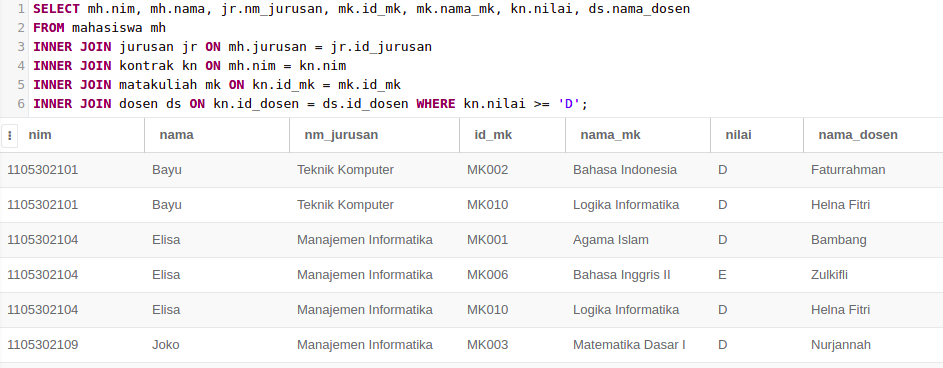 1 SELECT mh.nim, mh.nama, jr.nm_jurusan, mk.id_mk, mk.nama_mk, kn.nilai, ds.nama_dosen
2 FROM mahasiswa mh
3 INNER JOIN jurusan jr ON mh.jurusan = jr.id_jurusan
4 INNER JOIN kontrak kn ON mh.nim = kn.nim
5 INNER JOIN matakuliah mk ON kn.id_mk = mk.id_mk
6 INNER JOIN dosen ds ON kn.id_dosen = ds.id_dosen WHERE kn.nilai >= 'D';
nim nama nm_jurusan id_mk nama_mk nilai nama_dosen
1105302101 Bayu Teknik Komputer MK002 Bahasa Indonesia D Faturrahman
1105302101 Bayu Teknik Komputer MK010 Logika Informatika D Helna Fitri
1105302104 Elisa Manajemen Informatika MK001 Agama Islam D Bambang
1105302104 Elisa Manajemen Informatika MK006 Bahasa Inggris II E Zulkifli
1105302104 Elisa Manajemen Informatika MK010 Logika Informatika D Helna Fitri
1105302109 Joko Manajemen Informatika MK003 Matematika Dasar I D Nurjannah